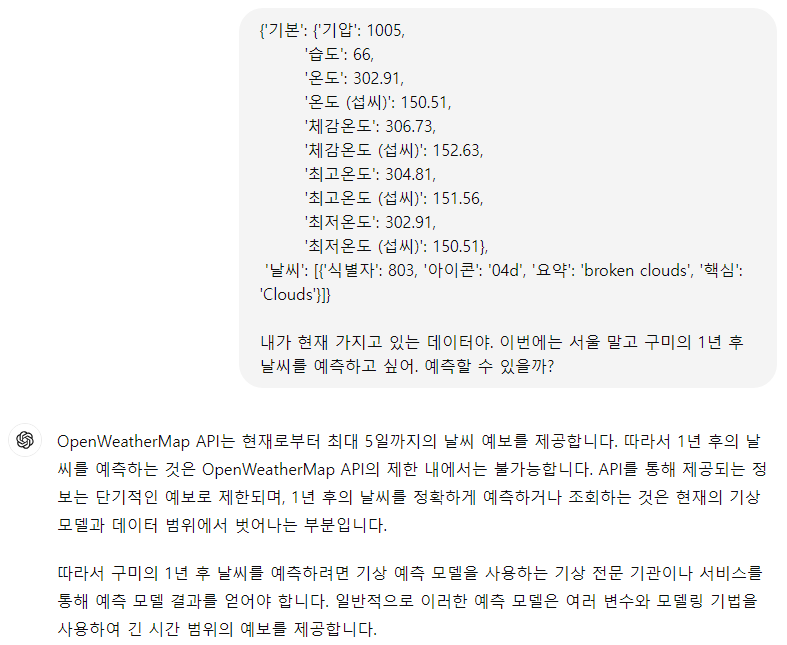 {'기본': {'기압': 1005,
'습도': 66,
'온도': 302.91,
'온도 (섭씨)': 150.51,
'체감온도': 306.73,
'체감온도 (섭씨)': 152.63,
'최고온도': 304.81,
'최고온도 (섭씨)': 151.56,
'최저온도': 302.91,
'최저온도 (섭씨)': 150.51},
'날씨': [{'식별자': 803, '아이콘': '04d', '요약': 'broken clouds', '핵심':
'Clouds'}]}
내가 현재 가지고 있는 데이터야. 이번에는 서울 말고 구미의 1년 후
날씨를 예측하고 싶어. 예측할 수 있을까?
OpenWeatherMap API는 현재로부터 최대 5일까지의 날씨 예보를 제공합니다. 따라서 1년 후의 날
씨를 예측하는 것은 OpenWeatherMap API의 제한 내에서는 불가능합니다. API를 통해 제공되는 정
보는 단기적인 예보로 제한되며, 1년 후의 날씨를 정확하게 예측하거나 조회하는 것은 현재의 기상
모델과 데이터 범위에서 벗어나는 부분입니다.
따라서 구미의 1년 후 날씨를 예측하려면 기상 예측 모델을 사용하는 기상 전문 기관이나 서비스를
통해 예측 모델 결과를 얻어야 합니다. 일반적으로 이러한 예측 모델은 여러 변수와 모델링 기법을
사용하여 긴 시간 범위의 예보를 제공합니다.